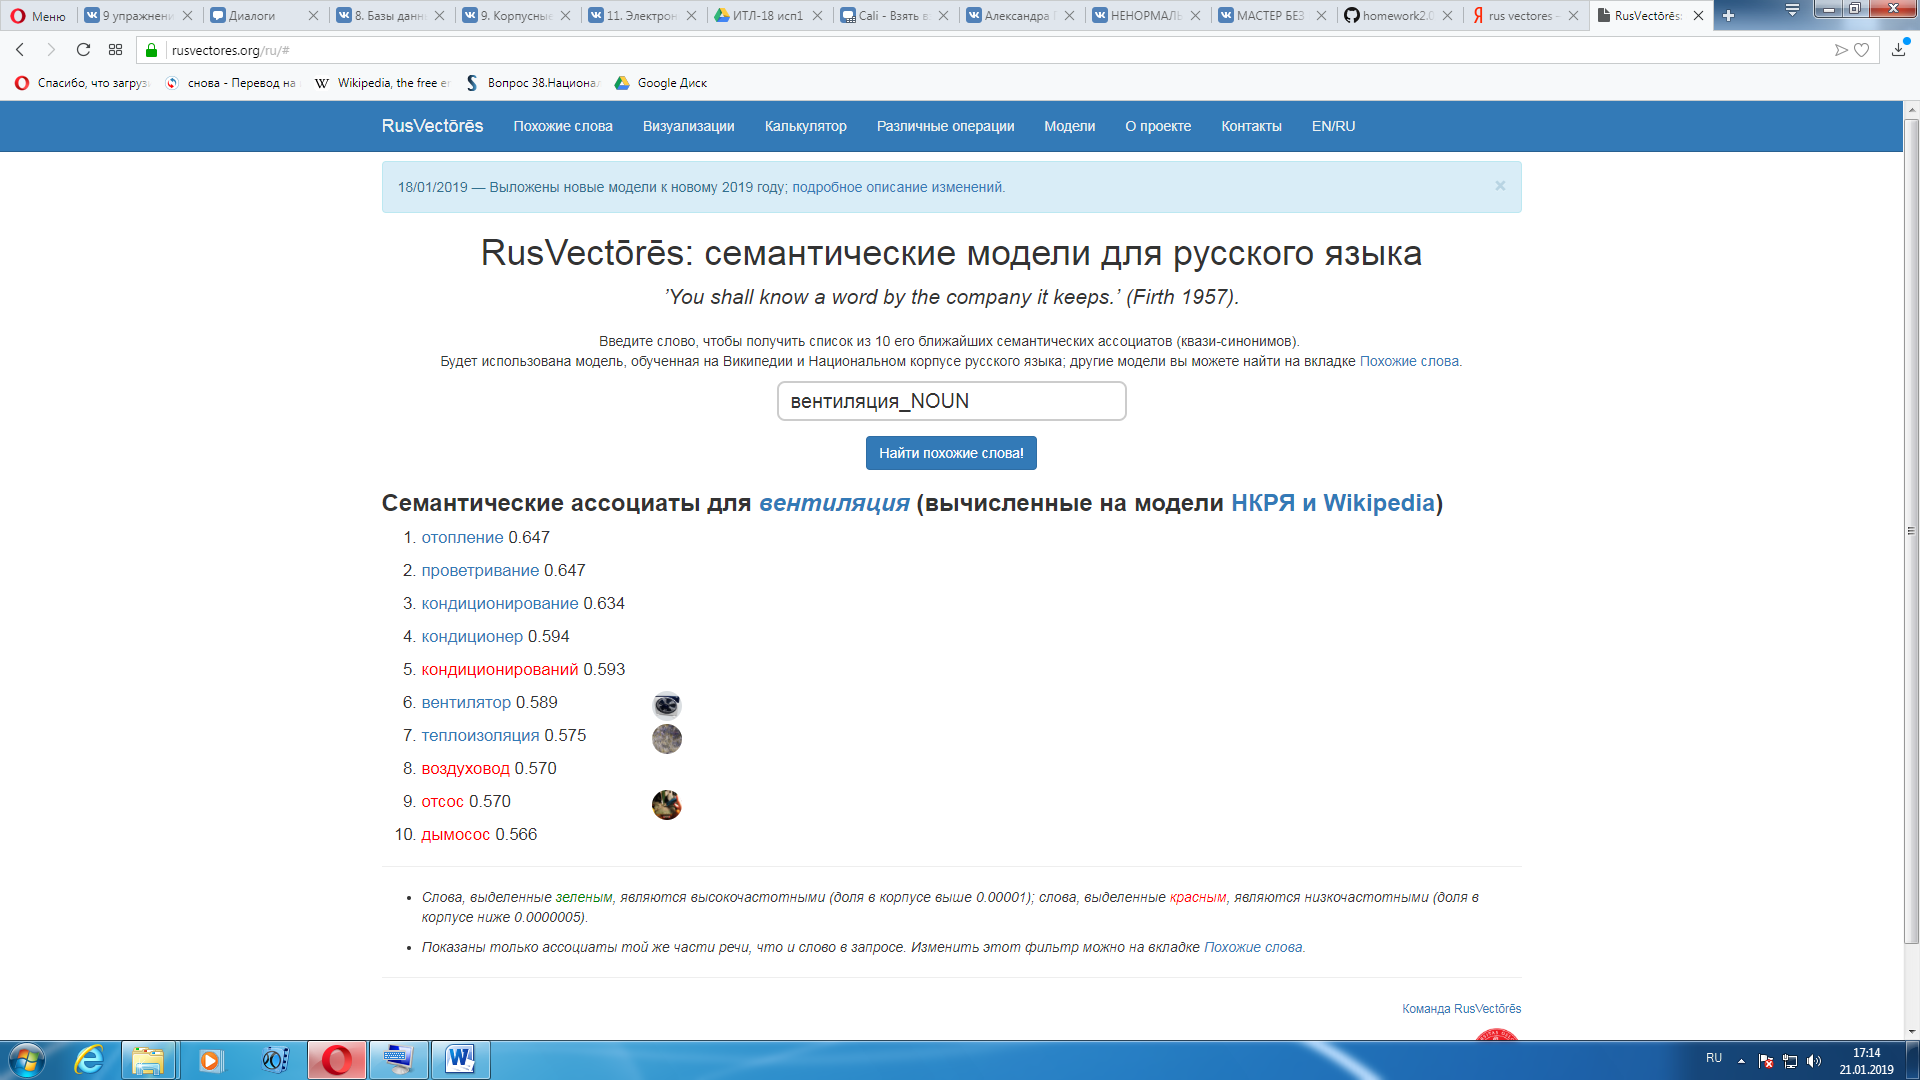 Меню
9 упражнени
Диалоги
8. Базы данн
9. Корпусные
11. Электрон
ИТЛ-18 исп1
Cali - Взять в
Александра
НЕНОРМАЛЬ
МАСТЕР БЕЗ
homework2.0
rus vectores -
RusVectōrēs:
rusvectores.org/ru/#
Спасибо, что загруз
снова - Перевод на
Wikipedia, the free e
Вопрос 38.Национал
Google Диск
RusVectōrēs Похожие слова Визуализации Калькулятор Различные операции Модели О проекте Контакты EN/RU
18/01/2019 — Выложены новые модели к новому 2019 году; подробное описание изменений.
×
RusVectōrēs: семантические модели для русского языка
’You shall know a word by the company it keeps.’ (Firth 1957).
Введите слово, чтобы получить список из 10 его ближайших семантических ассоциатов (квази-синонимов).
Будет использована модель, обученная на Википедии и Национальном корпусе русского языка; другие модели вы можете найти на вкладке Похожие слова.
вентиляция_NOUN
Найти похожие слова!
Семантические ассоциаты для вентиляция (вычисленные на модели НКРЯ и Wikipedia)
1. отопление 0.647
2. проветривание 0.647
3. кондиционирование 0.634
4. кондиционер 0.594
5. кондиционирований 0.593
6. вентилятор 0.589
7. теплоизоляция 0.575
8. воздуховод 0.570
9. отсос 0.570
10. дымосос 0.566
• Слова, выделенные зеленым, являются высокочастотными (доля в корпусе выше 0.00001); слова, выделенные красным, являются низкочастотными (доля в
корпусе ниже 0.0000005).
• Показаны только ассоциаты той же части речи, что и слово в запросе. Изменить этот фильтр можно на вкладке Похожие слова.
Команда RusVectōrēs
RU
17:14
21.01.2019